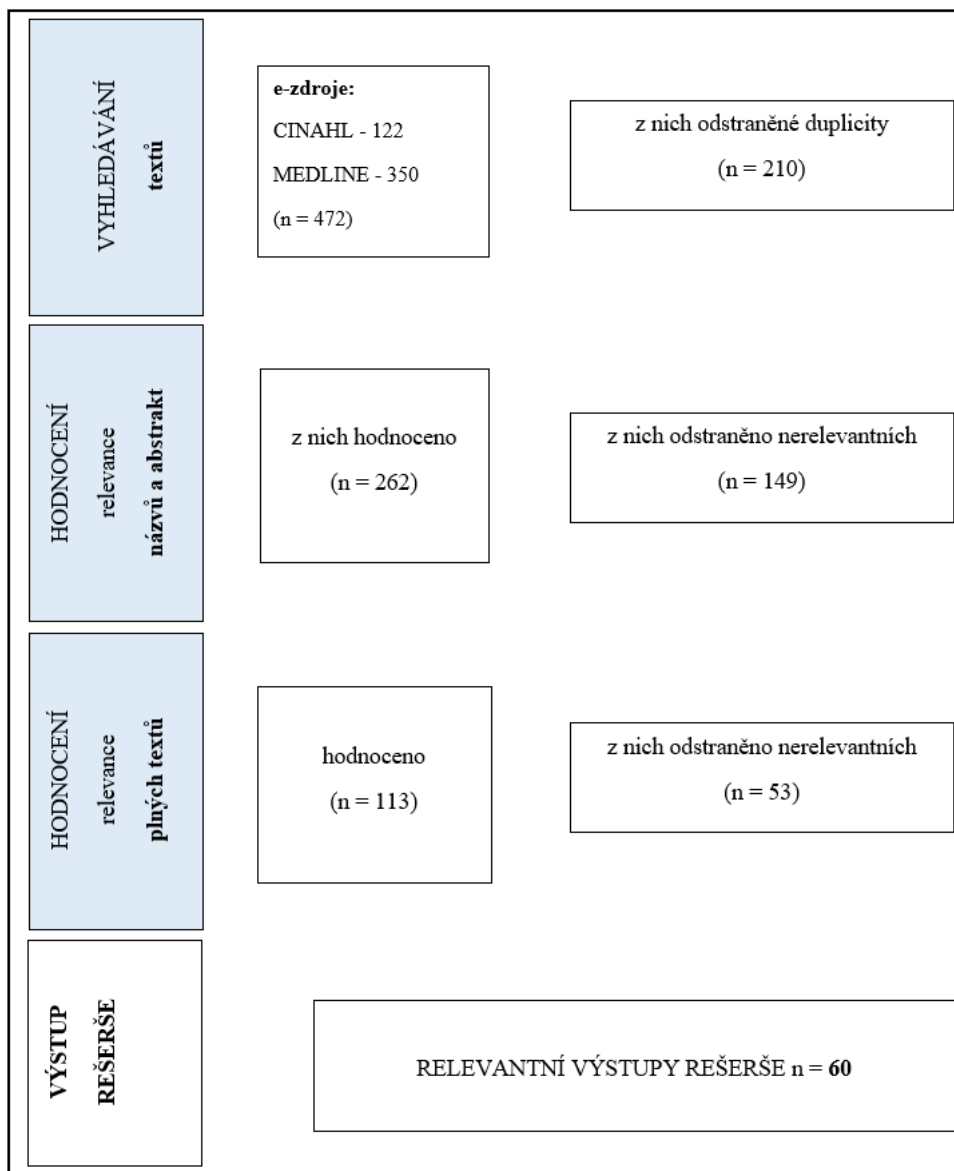 VYHLEDÁVÁNÍ
textů
e-zdroje:
CINAHL - 122
MEDLINE - 350
(n = 472)
z nich odstraněné duplicity
(n = 210)
HODNOCENÍ
relevance
názvů a abstrakt
z nich hodnoceno
(n = 262)
z nich odstraněno nerelevantních
(n = 149)
HODNOCENÍ
relevance
plných textů
hodnoceno
(n = 113)
z nich odstraněno nerelevantních
(n = 53)
VÝSTUP
REŠERŠE
RELEVANTNÍ VÝSTUPY REŠERŠE n = 60